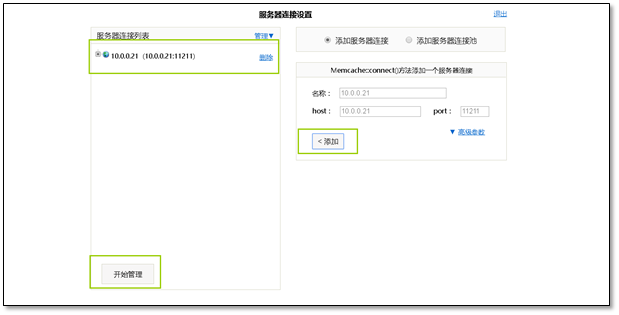 服务器连接设置
退出
服务器连接列表 管理▼
10.0.0.21 (10.0.0.21:11211) 删除
开始管理
添加服务器连接 添加服务器连接池
Memcache::connect()方法添加一个服务器连接
名称： 10.0.0.21
host： 10.0.0.21 port： 11211
▼ 高级参数
< 添加